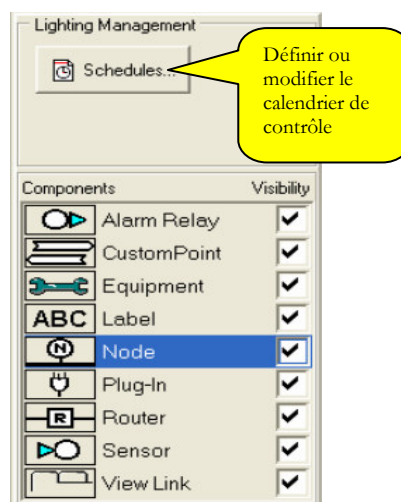 Lighting Management
Schedules...
Définir ou
modifier le
calendrier de
contrôle
Components Visibility
Alarm Relay
CustomPoint
Equipment
ABC Label
N Node
Plug-In
R Router
Sensor
View Link